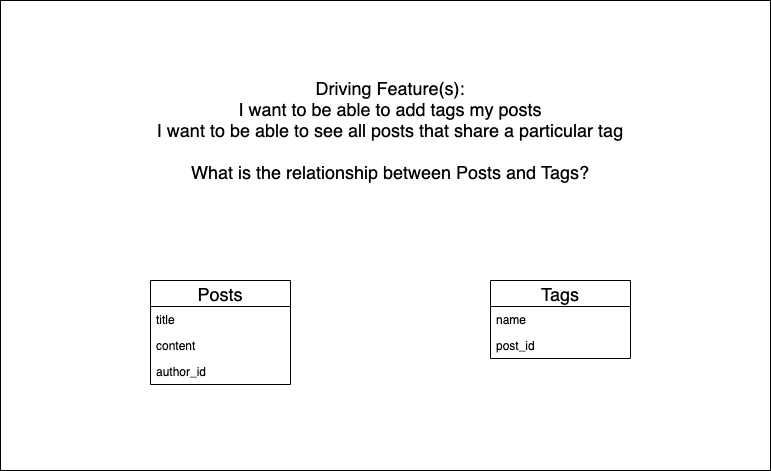 Driving Feature(s):
I want to be able to add tags my posts
I want to be able to see all posts that share a particular tag
What is the relationship between Posts and Tags?
Posts
title
content
author_id
Tags
name
post_id